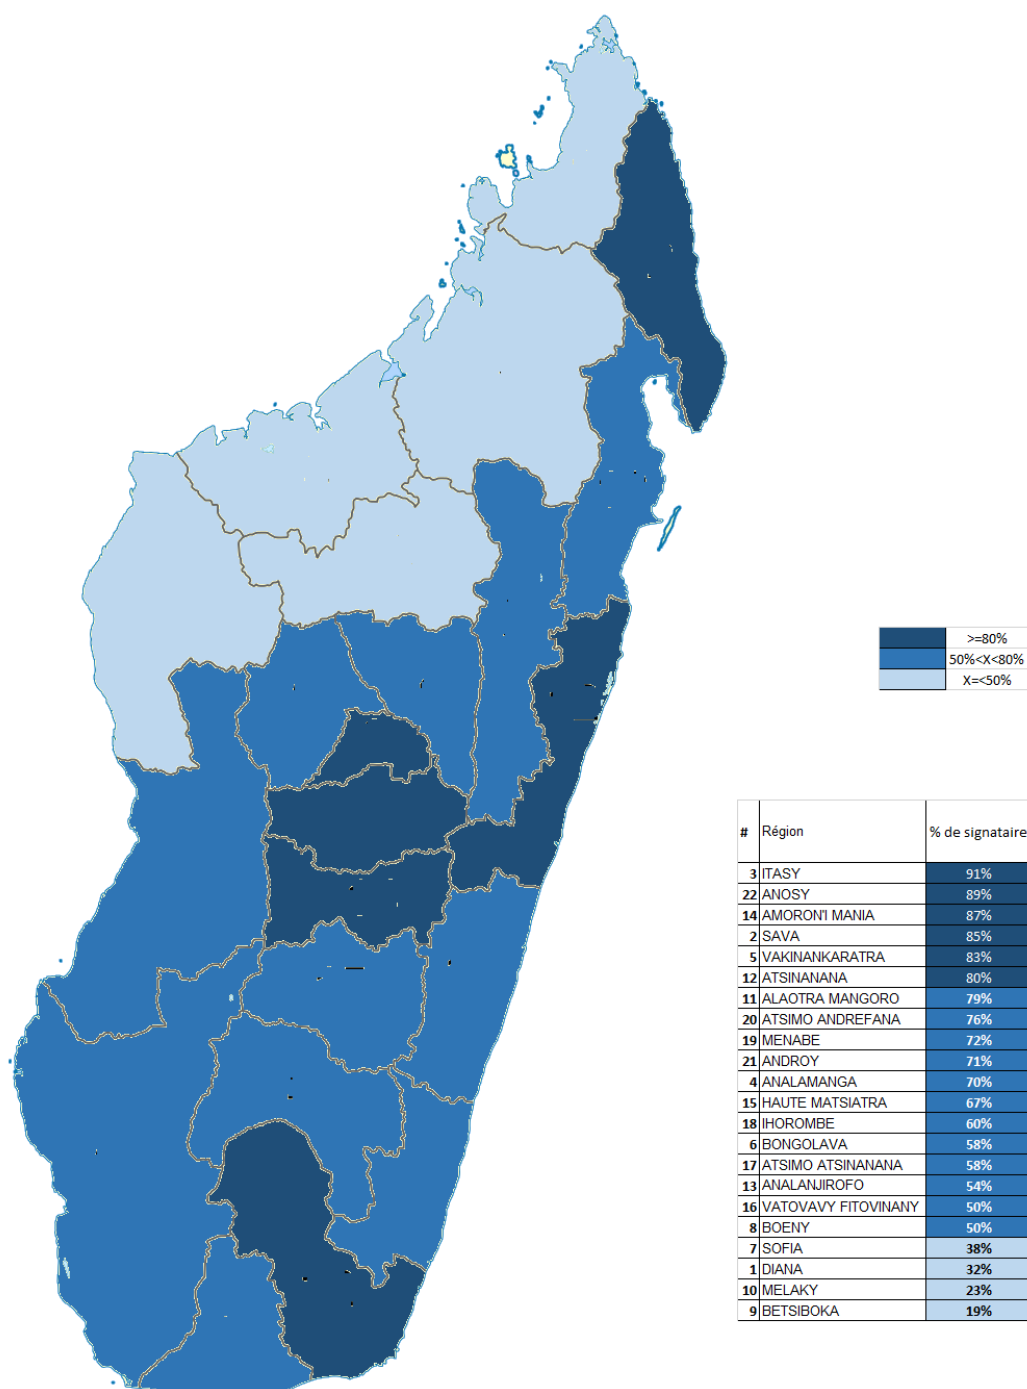 >=80%
50%<X<80%
X=<50%
# Région % de signataire
3 ITASY 91%
22 ANOSY 89%
14 AMORON'I MANIA 87%
2 SAVA 85%
5 VAKINANKARATRA 83%
12 ATSINANANA 80%
11 ALAOTRA MANGORO 79%
20 ATSIMO ANDREFANA 76%
19 MENABE 72%
21 ANDROY 71%
4 ANALAMANGA 70%
15 HAUTE MATSIATRA 67%
18 IHOROMBE 60%
6 BONGOLAVA 58%
17 ATSIMO ATSINANANA 58%
13 ANALANJIROFO 54%
16 VATOVAVY FITOVINANY 50%
8 BOENY 50%
7 SOFIA 38%
1 DIANA 32%
10 MELAKY 23%
9 BETSIBOKA 19%